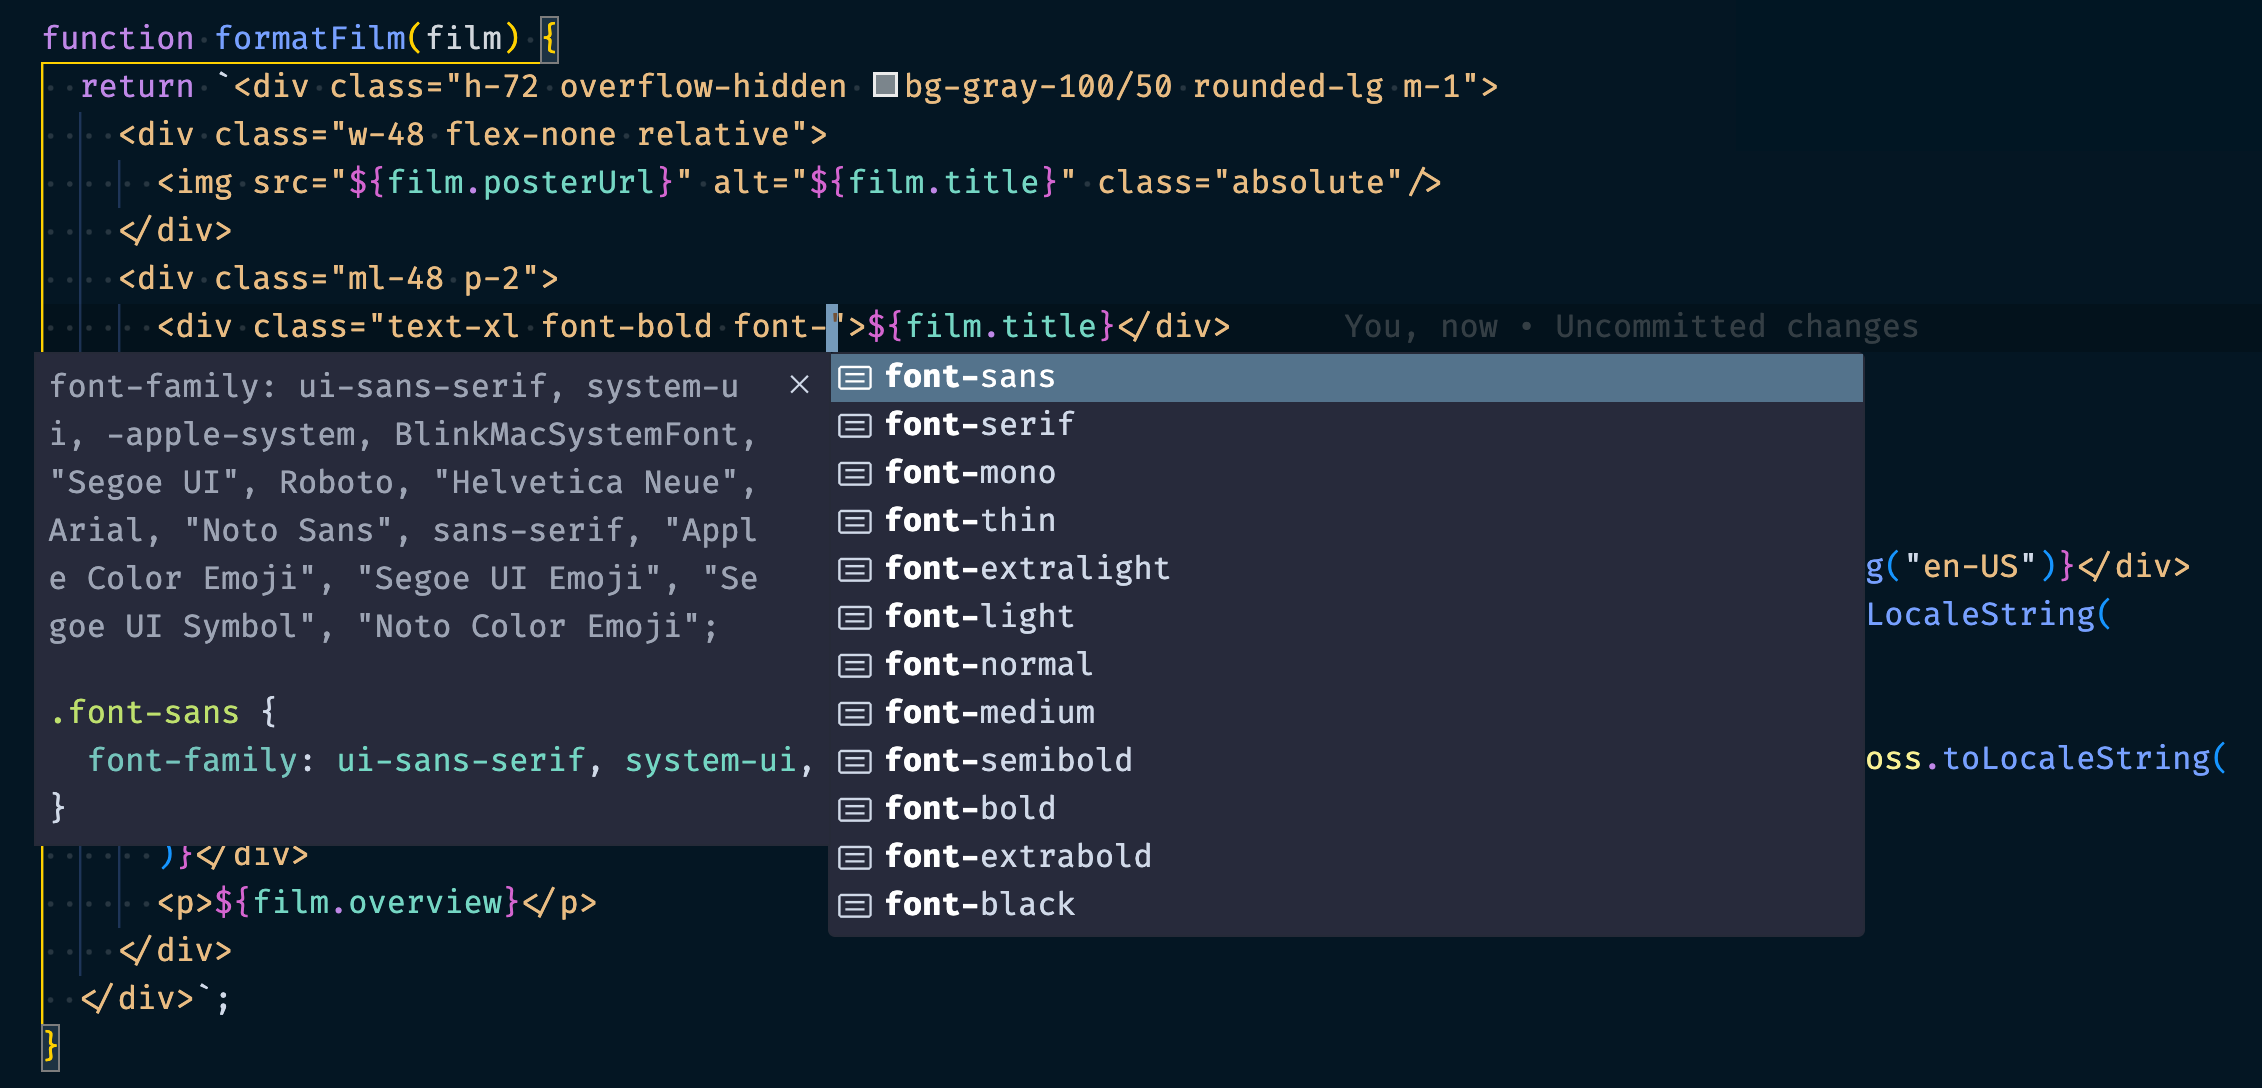 function formatFilm(film) {
return `<div class="h-72 overflow-hidden bg-gray-100/50 rounded-lg m-1">
<div class="w-48 flex-none relative">
<img src="${film.posterUrl}" alt="${film.title}" class="absolute"/>
</div>
<div class="ml-48 p-2">
<div class="text-xl font-bold font-">${film.title}</div> You, now • Uncommitted changes
font-family: ui-sans-serif, system-u
i, -apple-system, BlinkMacSystemFont,
"Segoe UI", Roboto, "Helvetica Neue",
Arial, "Noto Sans", sans-serif, "Appl
e Color Emoji", "Segoe UI Emoji", "Se
goe UI Symbol", "Noto Color Emoji";
.font-sans {
font-family: ui-sans-serif, system-ui,
}
font-sans
font-serif
font-mono
font-thin
font-extralight
font-light
font-normal
font-medium
font-semibold
font-bold
font-extrabold
font-black
g("en-US")}</div>
LocaleString(
oss.toLocaleString(
)}</div>
<p>${film.overview}</p>
</div>
</div>`;
}